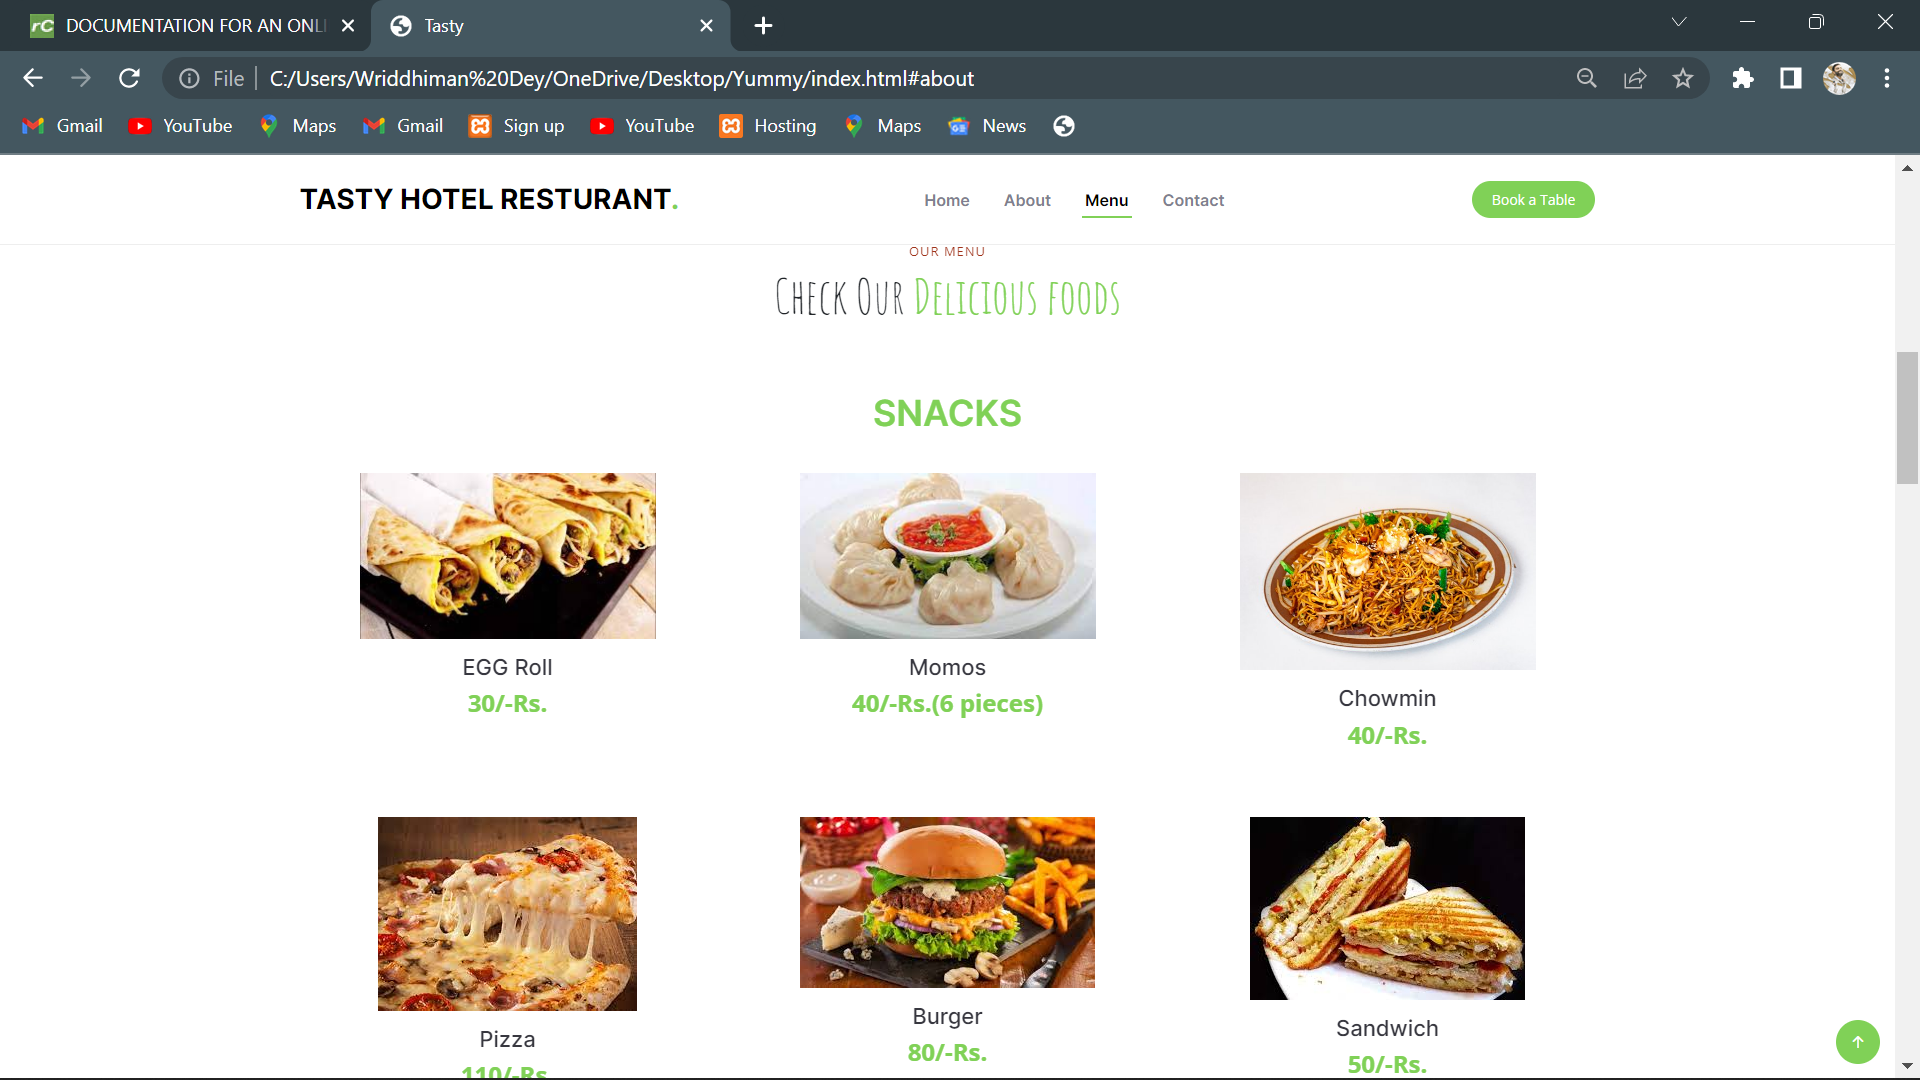 DOCUMENTATION FOR AN ONLI
Tasty
File
C:/Users/Wriddhiman%20Dey/OneDrive/Desktop/Yummy/index.html#about
Gmail
YouTube
Maps
Gmail
Sign up
YouTube
Hosting
Maps
News
TASTY HOTEL RESTURANT.
Home
About
Menu
Contact
Book a Table
OUR MENU
Check Our Delicious foods
SNACKS
EGG Roll
30/-Rs.
Momos
40/-Rs.(6 pieces)
Chowmin
40/-Rs.
Pizza
110/-Rs.
Burger
80/-Rs.
Sandwich
50/-Rs.